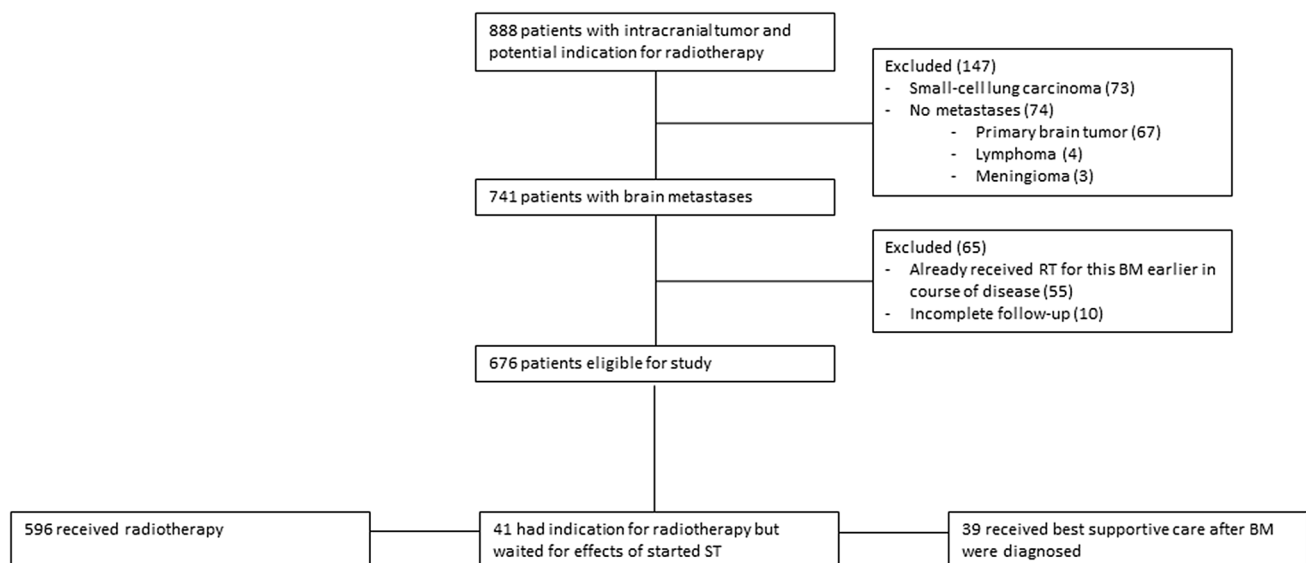 888 patients with intracranial tumor and
potential indication for radiotherapy
Excluded (147)
- Small-cell lung carcinoma (73)
- No metastases (74)
- Primary brain tumor (67)
- Lymphoma (4)
- Meningioma (3)
741 patients with brain metastases
Excluded (65)
- Already received RT for this BM earlier in
course of disease (55)
- Incomplete follow-up (10)
676 patients eligible for study
596 received radiotherapy
41 had indication for radiotherapy but
waited for effects of started ST
39 received best supportive care after BM
were diagnosed